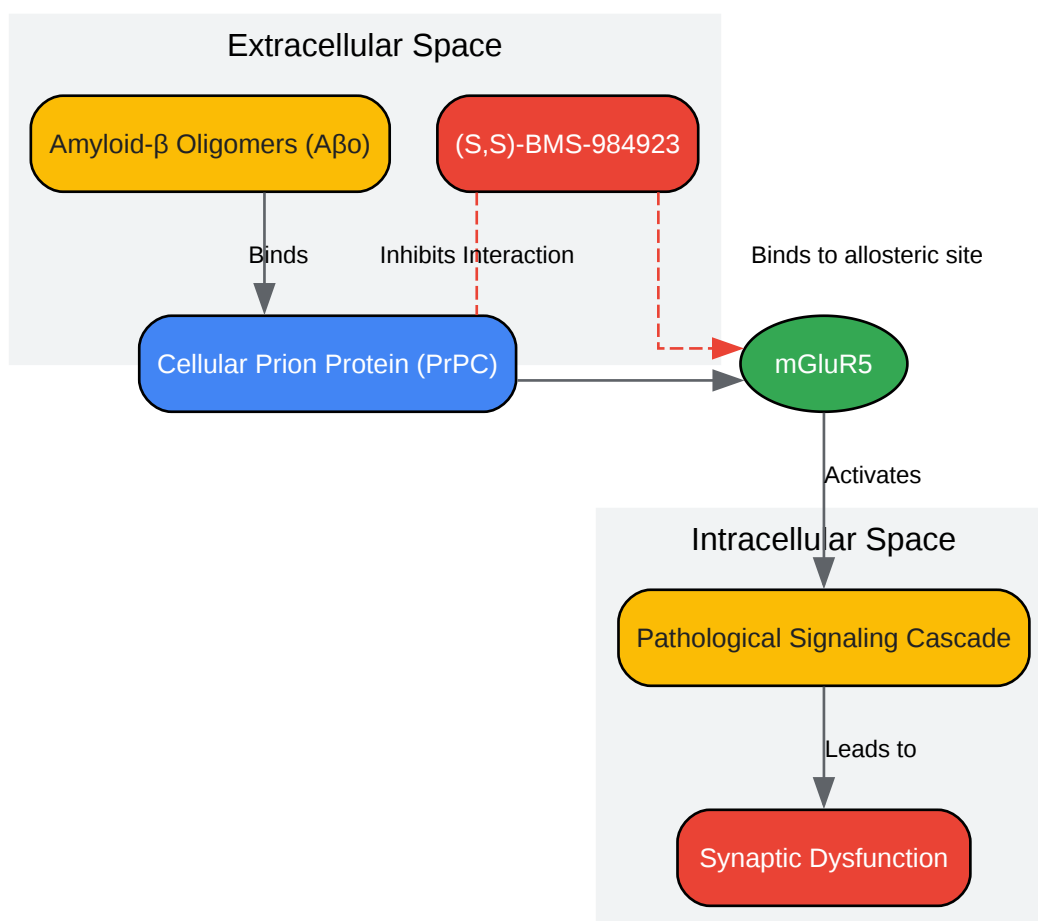 Extracellular Space
Amyloid-β Oligomers (Aβo)
(S,S)-BMS-984923
Binds
Inhibits Interaction
Binds to allosteric site
Cellular Prion Protein (PrPC)
mGluR5
Activates
Intracellular Space
Pathological Signaling Cascade
Leads to
Synaptic Dysfunction